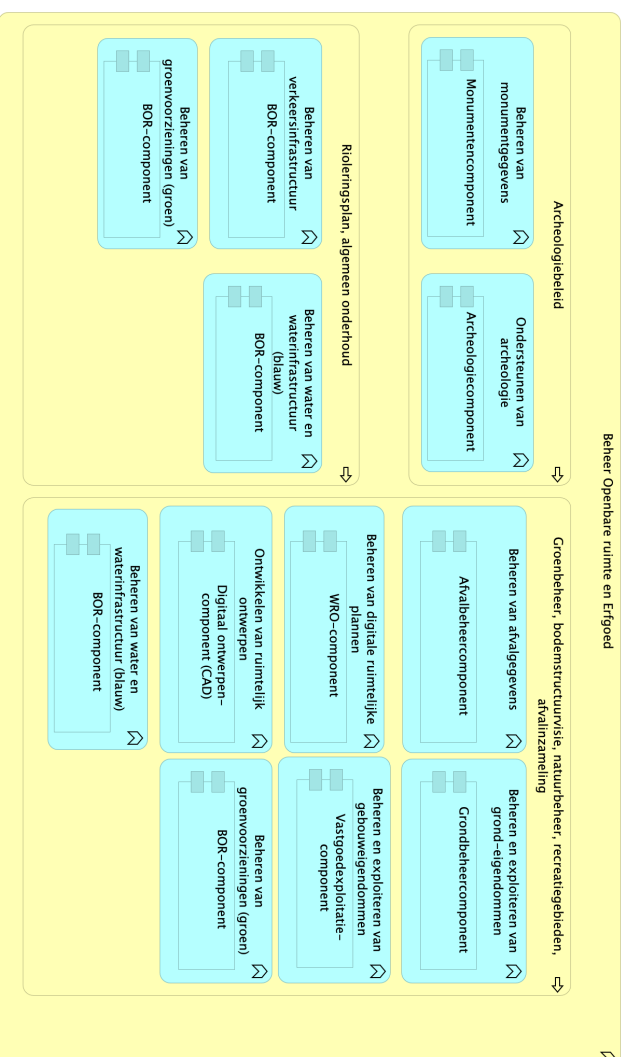 Beheer Openbare ruimte en Erfgoed
Archeologiebeleid
Beheren van
monumentgegevens
Monumentencomponent
Ondersteunen van
archeologie
Archeologiecomponent
Rioleringsplan, algemeen onderhoud
Beheren van
verkeersinfrastructuur
BOR-component
Beheren van water en
waterinfrastructuur
(blauw)
BOR-component
Beheren van
groenvoorzieningen (groen)
BOR-component
Groenbeheer, bodemstructuurvisie, natuurbeheer, recreatiegebieden,
afvalinzameling
Beheren van afvalgegevens
Afvalbeheercomponent
Beheren en exploiteren van
grond-eigendommen
Grondbeheercomponent
Beheren van digitale ruimtelijke
plannen
WRO-component
Beheren en exploiteren van
gebouweigendommen
Vastgoedexploitatie-
component
Ontwikkelen van ruimtelijk
ontwerpen
Digitaal ontwerpen-
component (CAD)
Beheren van
groenvoorzieningen (groen)
BOR-component
Beheren van water en
waterinfrastructuur (blauw)
BOR-component